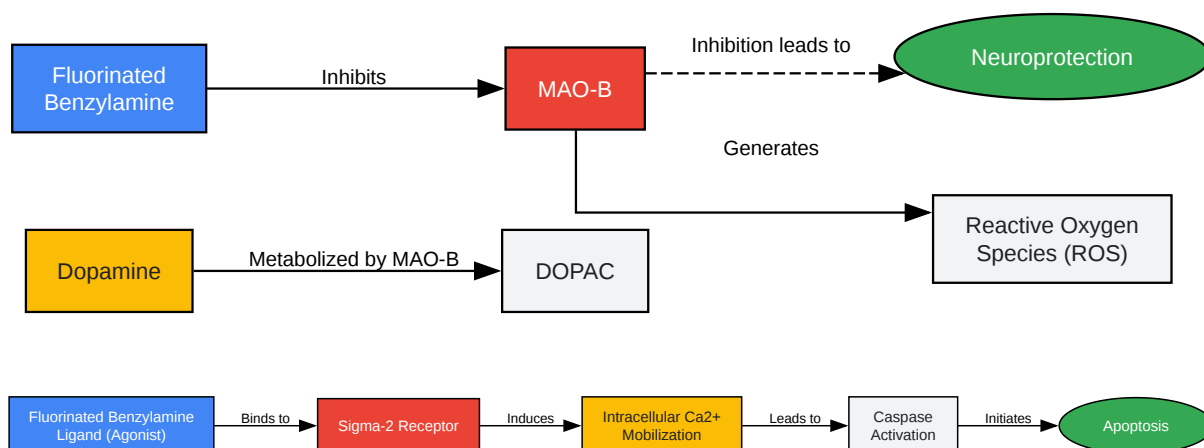 Fluorinated
Benzylamine
Inhibits
MAO-B
Inhibition leads to
Neuroprotection
Generates
Reactive Oxygen
Species (ROS)
Dopamine
Metabolized by MAO-B
DOPAC
Fluorinated Benzylamine
Ligand (Agonist)
Binds to
Sigma-2 Receptor
Induces
Intracellular Ca2+
Mobilization
Leads to
Caspase
Activation
Initiates
Apoptosis